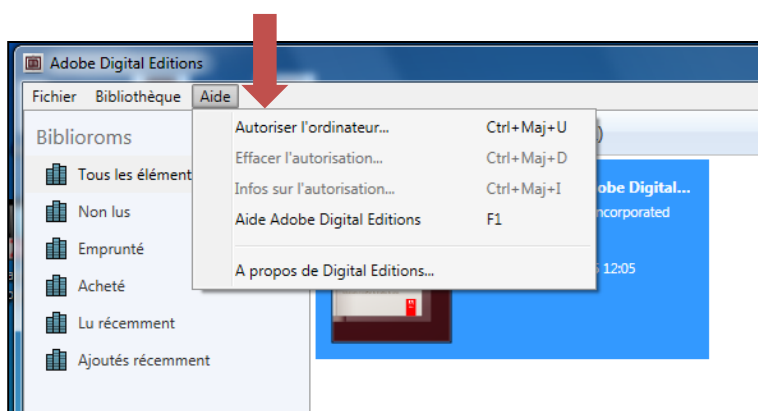 Adobe Digital Editions
Fichier Bibliothèque Aide
Autoriser l'ordinateur... Ctrl+Maj+U
Effacer l'autorisation... Ctrl+Maj+D
Infos sur l'autorisation... Ctrl+Maj+I
Aide Adobe Digital Editions F1
A propos de Digital Editions...
Biblioroms
Tous les élément
Non lus
Emprunté
Acheté
Lu récemment
Ajoutés récemment
)
obe Digital...
ncorporated
12:05